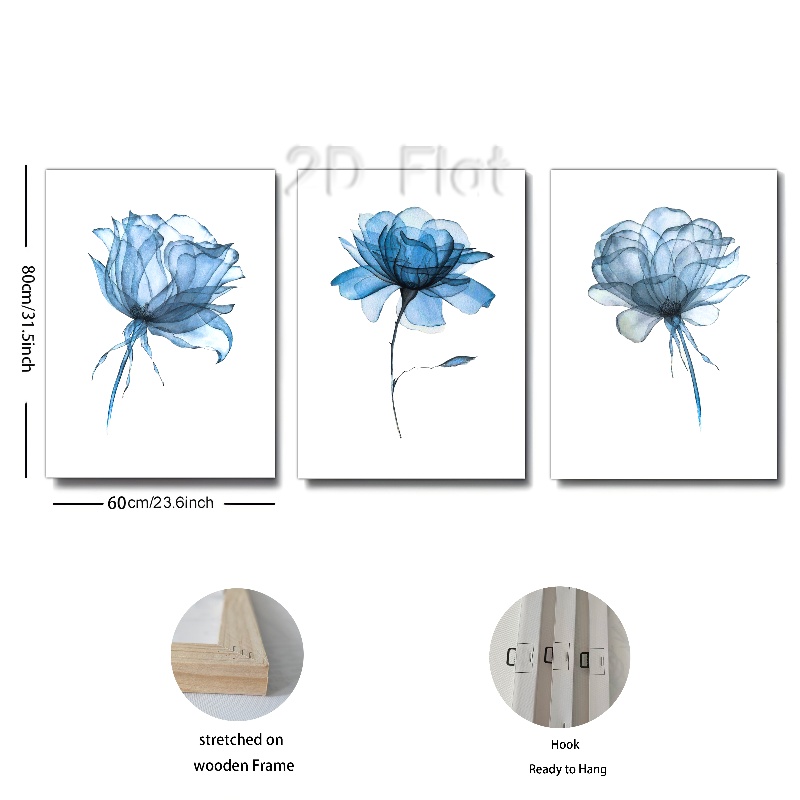 2D Flat
80cm/31.5inch
60cm/23.6inch
stretched on
wooden Frame
Hook
Ready to Hang